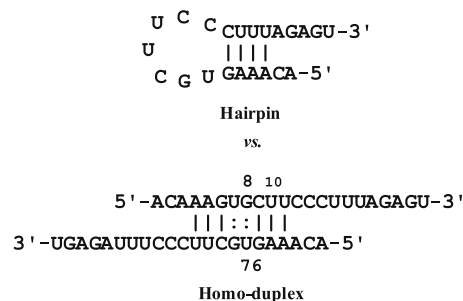 U C C CUUUAGAGU-3'
||||
U
C G U GAAACA-5'
Hairpin
vs.
8 10
5'-ACAAAGUGCUUCCCUUUAGAGU-3'
|||::|||
3'-UGAGAUUUCCCUUCGUGAAACA-5'
76
Homo-duplex